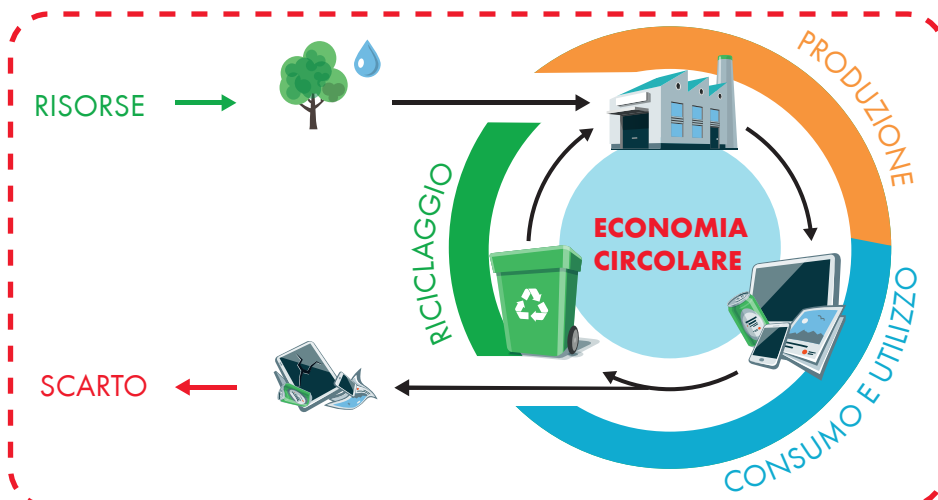 PRODUZIONE
RISORSE
RICICLAGGIO
ECONOMIA
CIRCOLARE
CONSUMO E UTILIZZO
SCARTO